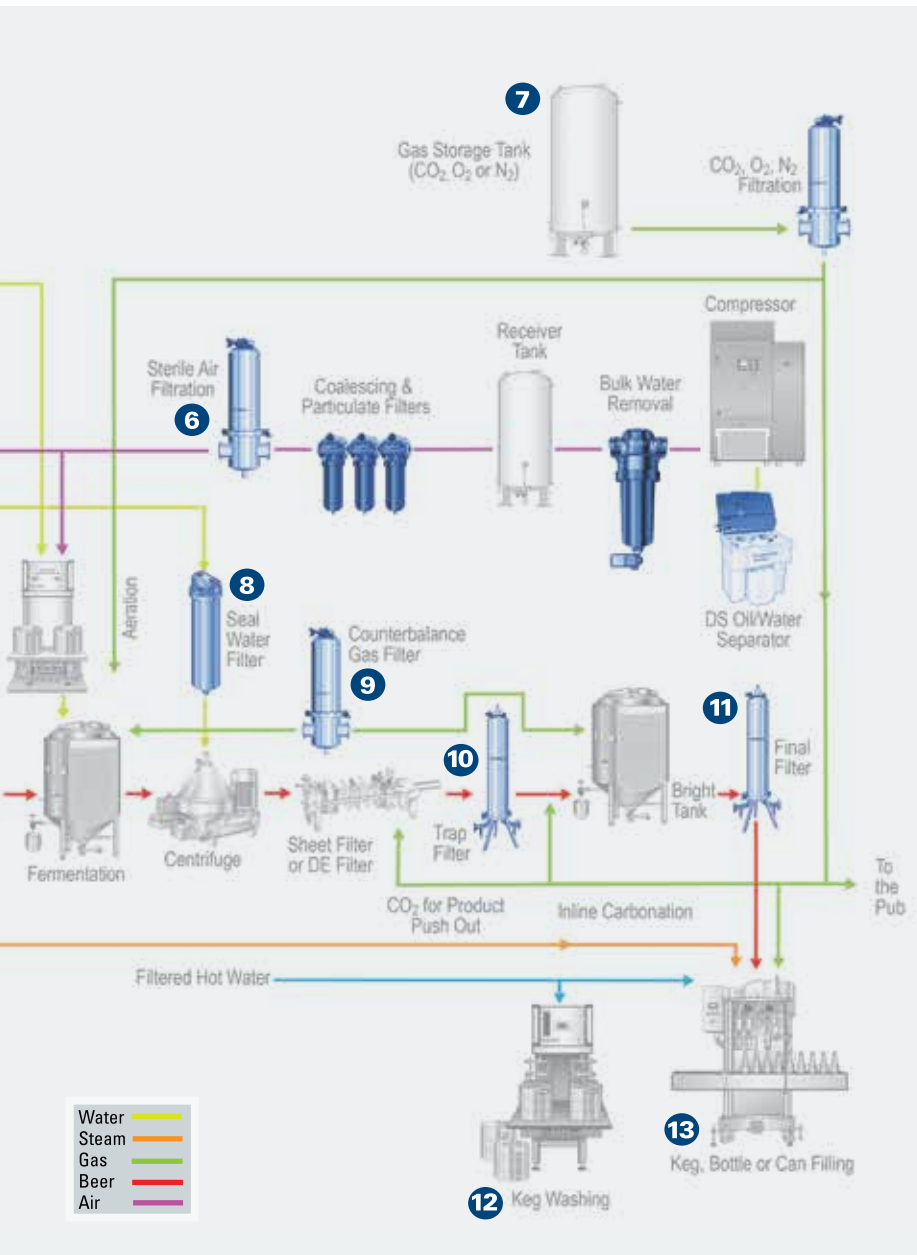 7
Gas Storage Tank
(CO₂, O₂ or N₂)
CO₂, O₂, N₂
Filtration
Compressor
Receiver
Tank
Sterile Air
Filtration
6
Coalescing &
Particulate Filters
Bulk Water
Removal
Aeration
8
Seal
Water
Filter
DS Oil/Water
Separator
Counterbalance
Gas Filter
9
11
10
Final
Filter
Bright
Tank
Trap
Filter
Sheet Filter
or DE Filter
Centrifuge
Fermentation
To
the
Pub
CO₂ for Product
Push Out
Inline Carbonation
Filtered Hot Water
13
Keg, Bottle or Can Filling
12
Keg Washing
Water
Steam
Gas
Beer
Air